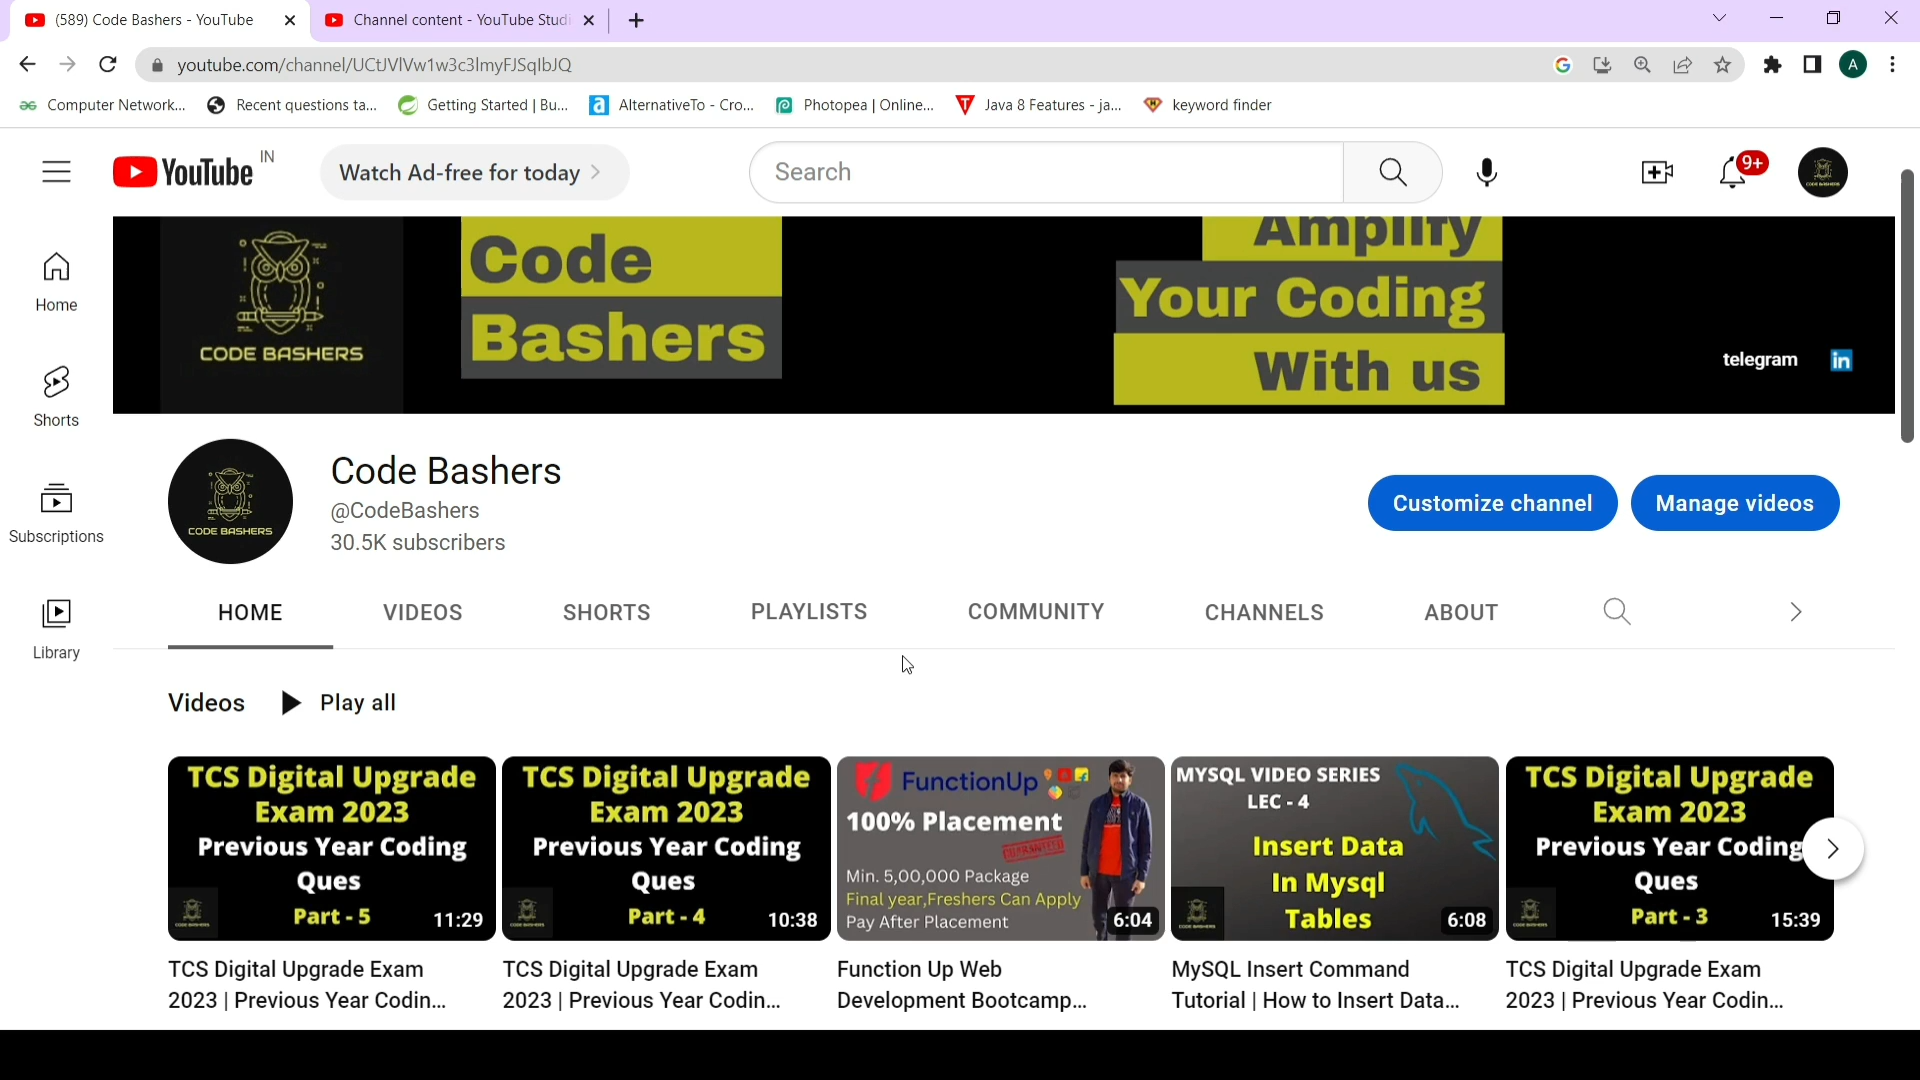 (589) Code Bashers - YouTube
Channel content - YouTube Studi
youtube.com/channel/UCtJVlVw1w3c3lmyFJSqlbJQ
A
Computer Network...
Recent questions ta...
Getting Started | Bu...
AlternativeTo - Cro...
Photopea | Online...
Java 8 Features - ja...
keyword finder
YouTube IN
Watch Ad-free for today
Search
9+
Home
Shorts
Subscriptions
Library
CODE BASHERS
Code
Bashers
Amplify
Your Coding
With us
telegram
in
CODE BASHERS
Code Bashers
@CodeBashers
30.5K subscribers
Customize channel
Manage videos
HOME
VIDEOS
SHORTS
PLAYLISTS
COMMUNITY
CHANNELS
ABOUT
Videos
Play all
TCS Digital Upgrade
Exam 2023
Previous Year Coding
Ques
Part - 5
11:29
TCS Digital Upgrade Exam
2023 | Previous Year Codin...
TCS Digital Upgrade
Exam 2023
Previous Year Coding
Ques
Part - 4
10:38
TCS Digital Upgrade Exam
2023 | Previous Year Codin...
FunctionUp
100% Placement
GUARANTEED
Min. 5,00,000 Package
Final year,Freshers Can Apply
Pay After Placement
6:04
Function Up Web
Development Bootcamp...
MYSQL VIDEO SERIES
LEC - 4
Insert Data
In Mysql
Tables
6:08
MySQL Insert Command
Tutorial | How to Insert Data...
TCS Digital Upgrade
Exam 2023
Previous Year Coding
Ques
Part - 3
15:39
TCS Digital Upgrade Exam
2023 | Previous Year Codin...